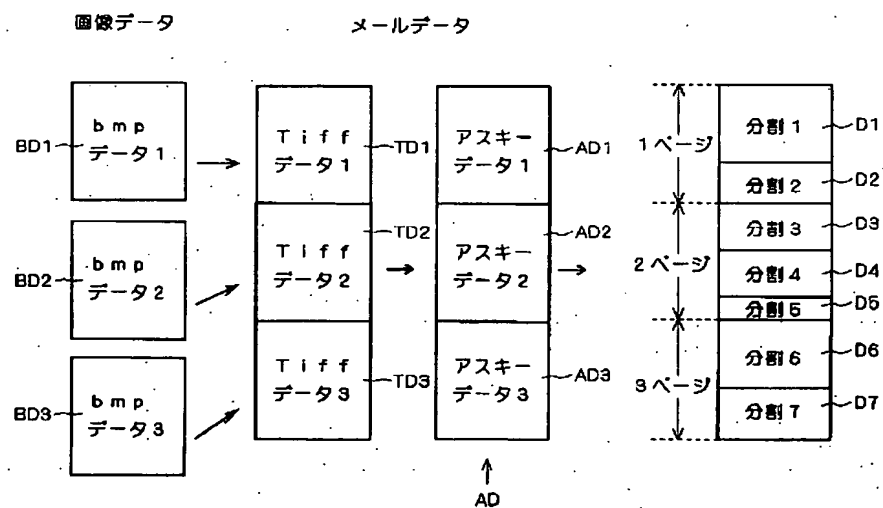 画像データ
メールデータ
BD1
bmp
データ1
BD2
bmp
データ2
BD3
bmp
データ3
Tiff
データ1
TD1
Tiff
データ2
TD2
Tiff
データ3
TD3
アスキー
データ1
AD1
アスキー
データ2
AD2
アスキー
データ3
AD3
AD
1ページ
分割1
D1
分割2
D2
2ページ
分割3
D3
分割4
D4
分割5
D5
3ページ
分割6
D6
分割7
D7